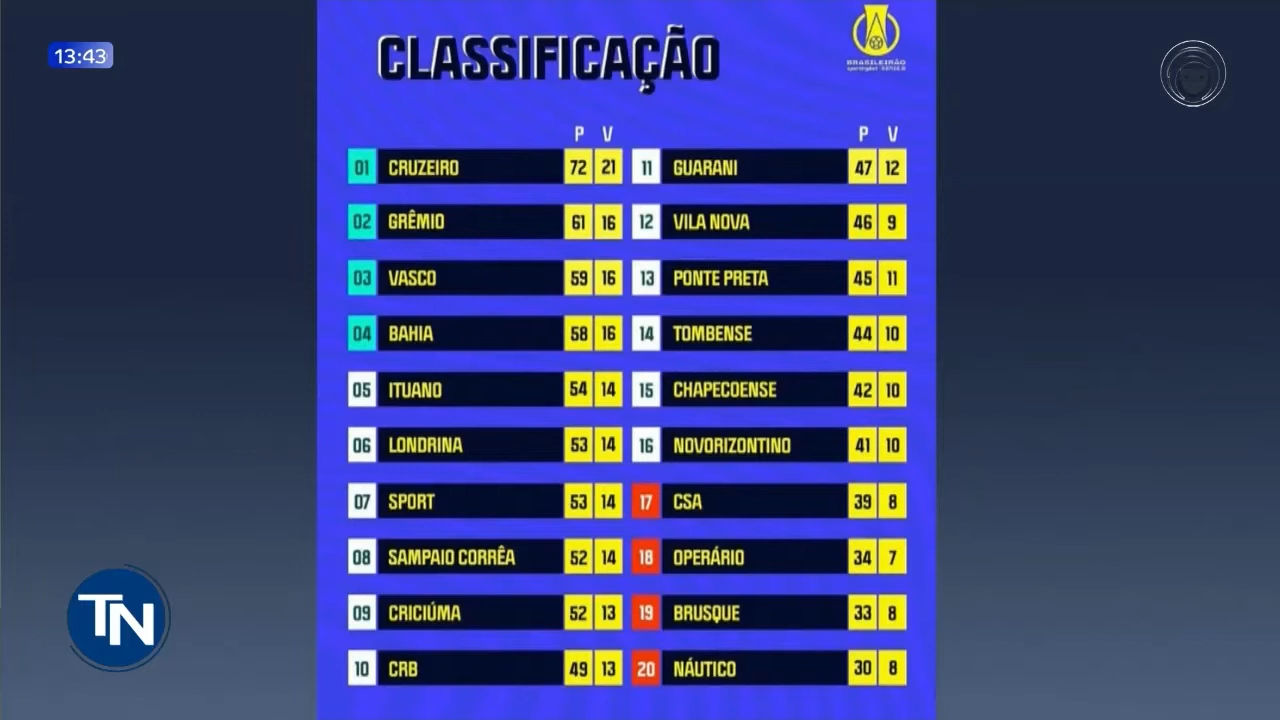 13:43
CLASSIFICAÇÃO
BRASILEIRÃO
P V
01 CRUZEIRO 72 21
02 GRÊMIO 61 16
03 VASCO 59 16
04 BAHIA 58 16
05 ITUANO 54 14
06 LONDRINA 53 14
07 SPORT 53 14
08 SAMPAIO CORRÊA 52 14
09 CRICIÚMA 52 13
10 CRB 49 13
P V
11 GUARANI 47 12
12 VILA NOVA 46 9
13 PONTE PRETA 45 11
14 TOMBENSE 44 10
15 CHAPECOENSE 42 10
16 NOVORIZONTINO 41 10
17 CSA 39 8
18 OPERÁRIO 34 7
19 BRUSQUE 33 8
20 NÁUTICO 30 8
TN